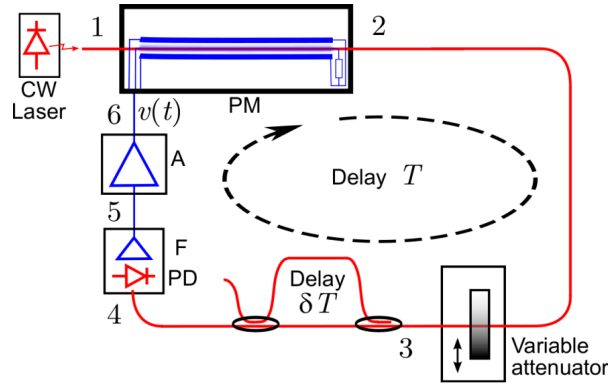 1
2
CW
Laser
PM
6
v(t)
A
Delay T
5
F
PD
Delay
δT
4
3
Variable
attenuator